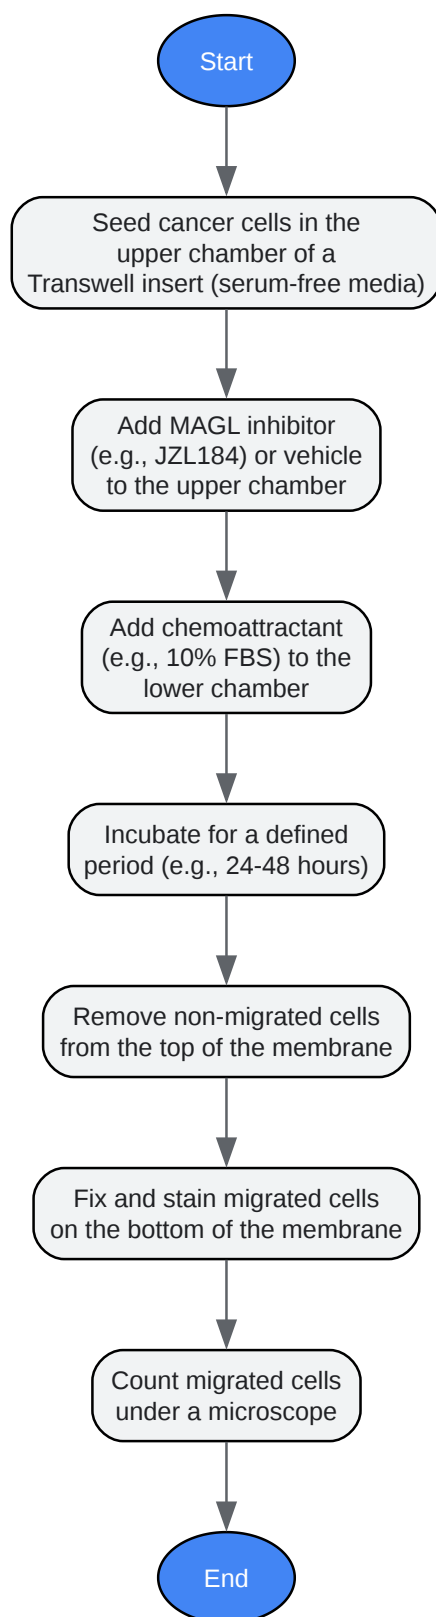 Start
Seed cancer cells in the
upper chamber of a
Transwell insert (serum-free media)
Add MAGL inhibitor
(e.g., JZL184) or vehicle
to the upper chamber
Add chemoattractant
(e.g., 10% FBS) to the
lower chamber
Incubate for a defined
period (e.g., 24-48 hours)
Remove non-migrated cells
from the top of the membrane
Fix and stain migrated cells
on the bottom of the membrane
Count migrated cells
under a microscope
End